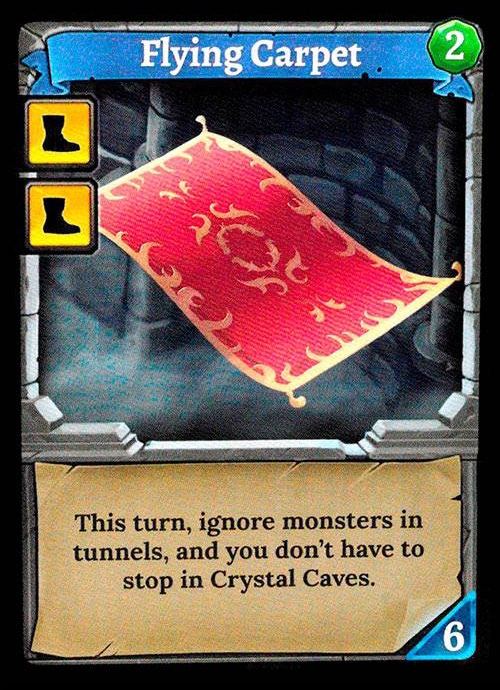 Flying Carpet
2
This turn, ignore monsters in
tunnels, and you don't have to
stop in Crystal Caves.
6